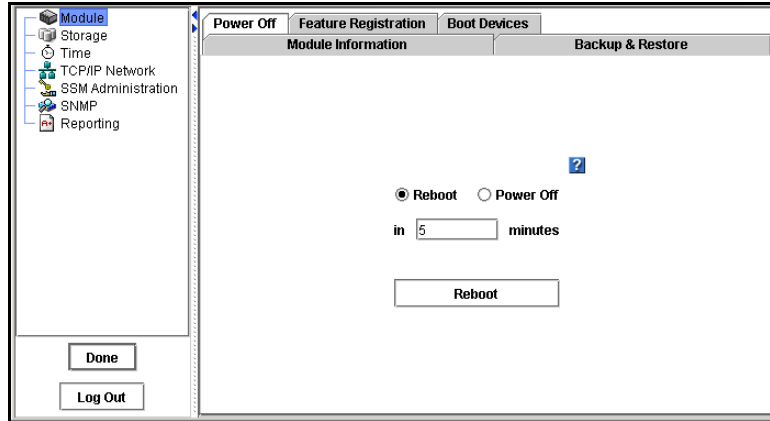 Module
Storage
Time
TCP/IP Network
SSM Administration
SNMP
Reporting
Done
Log Out
Power Off
Feature Registration
Boot Devices
Module Information
Backup & Restore
?
Reboot
Power Off
in 5 minutes
Reboot